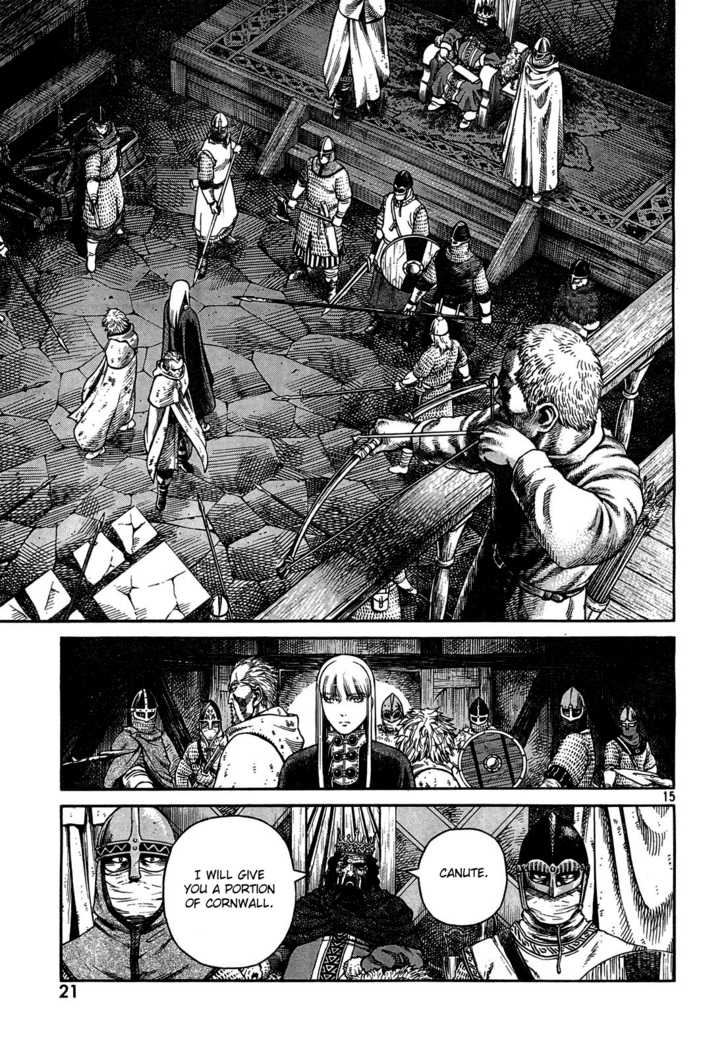 15
CANUTE.
I WILL GIVE
YOU A PORTION
OF CORNWALL.
21